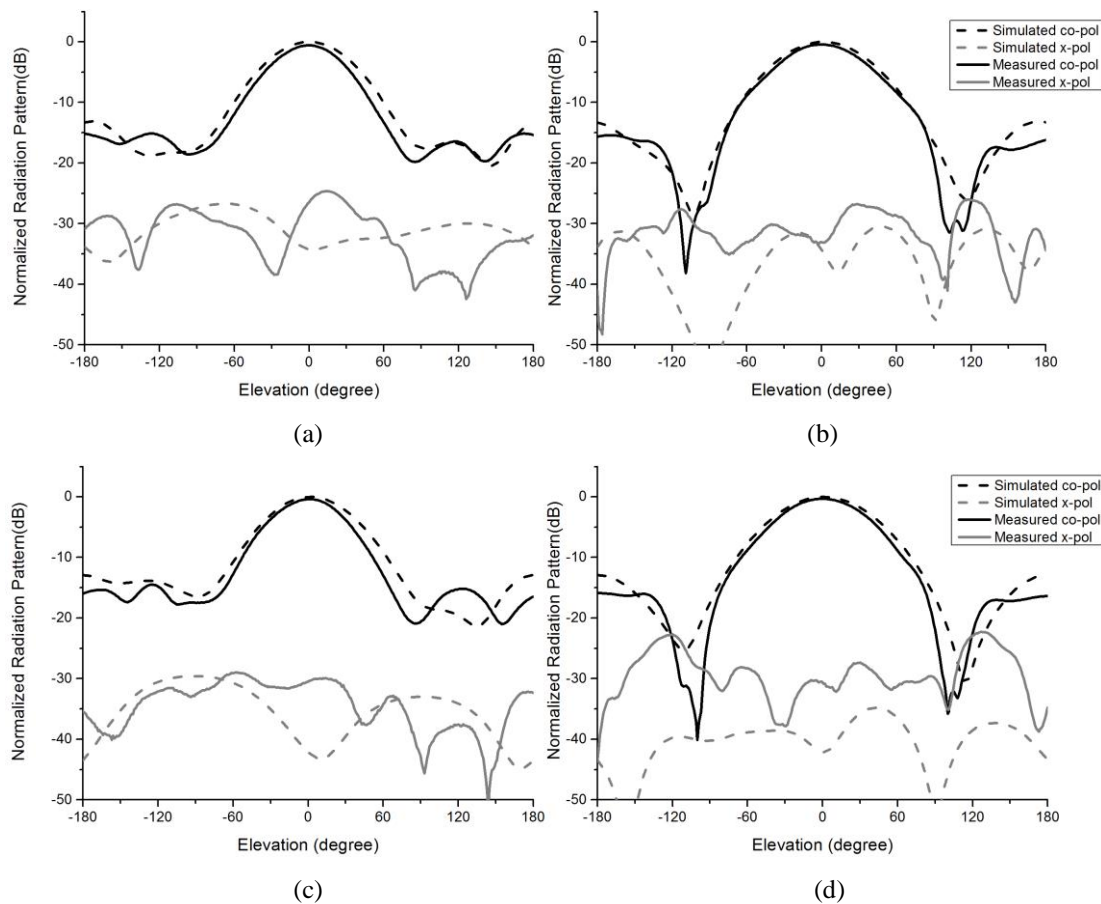 Normalized Radiation Pattern(dB)
0
-10
-20
-30
-40
-50
-180 -120 -60 0 60 120 180
Elevation (degree)
(a)
Normalized Radiation Pattern(dB)
0
-10
-20
-30
-40
-50
-180 -120 -60 0 60 120 180
Elevation (degree)
Simulated co-pol
Simulated x-pol
Measured co-pol
Measured x-pol
(b)
Normalized Radiation Pattern(dB)
0
-10
-20
-30
-40
-50
-180 -120 -60 0 60 120 180
Elevation (degree)
(c)
Normalized Radiation Pattern(dB)
0
-10
-20
-30
-40
-50
-180 -120 -60 0 60 120 180
Elevation (degree)
Simulated co-pol
Simulated x-pol
Measured co-pol
Measured x-pol
(d)